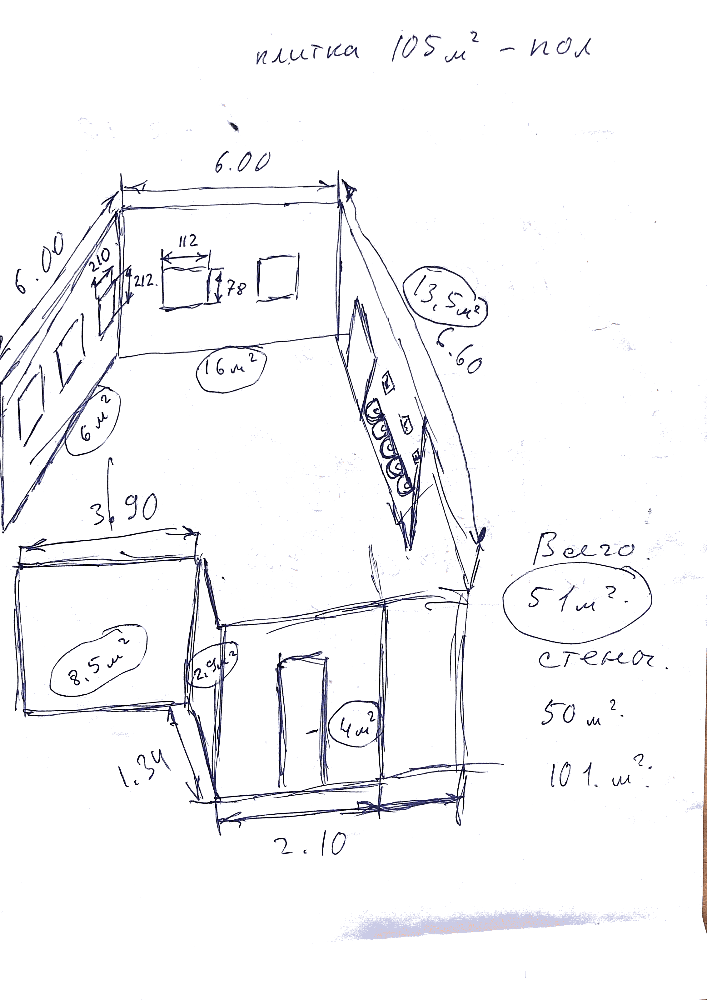 плитка 105 м² - пол
6.00
6.00
210
212.
112
78
13,5 м²
6.60
16 м²
6 м²
3.90
Всего.
51 м².
8,5 м²
2,9 м²
стена.
4 м²
50 м².
1.34
101. м².
2.10